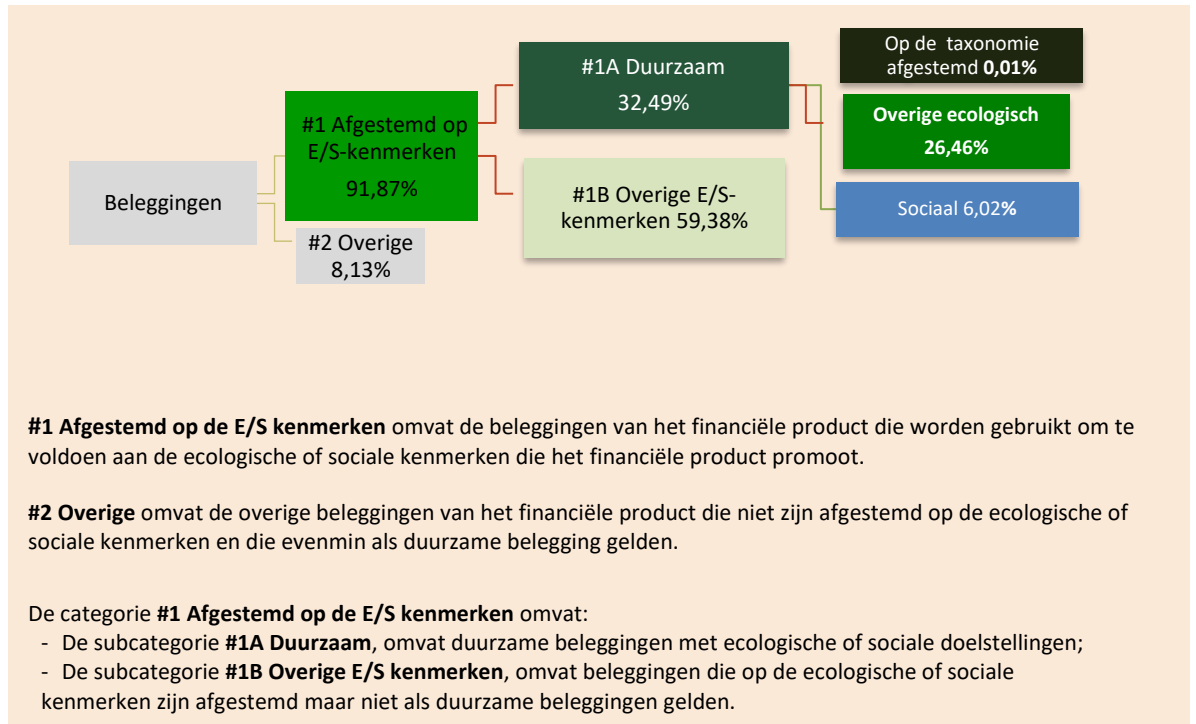 Beleggingen
#1 Afgestemd op
E/S-kenmerken
91,87%
#2 Overige
8,13%
#1A Duurzaam
32,49%
#1B Overige E/S-
kenmerken 59,38%
Op de taxonomie
afgestemd 0,01%
Overige ecologisch
26,46%
Sociaal 6,02%
#1 Afgestemd op de E/S kenmerken omvat de beleggingen van het financiële product die worden gebruikt om te
voldoen aan de ecologische of sociale kenmerken die het financiële product promoot.
#2 Overige omvat de overige beleggingen van het financiële product die niet zijn afgestemd op de ecologische of
sociale kenmerken en die evenmin als duurzame belegging gelden.
De categorie #1 Afgestemd op de E/S kenmerken omvat:
- De subcategorie #1A Duurzaam, omvat duurzame beleggingen met ecologische of sociale doelstellingen;
- De subcategorie #1B Overige E/S kenmerken, omvat beleggingen die op de ecologische of sociale
kenmerken zijn afgestemd maar niet als duurzame beleggingen gelden.